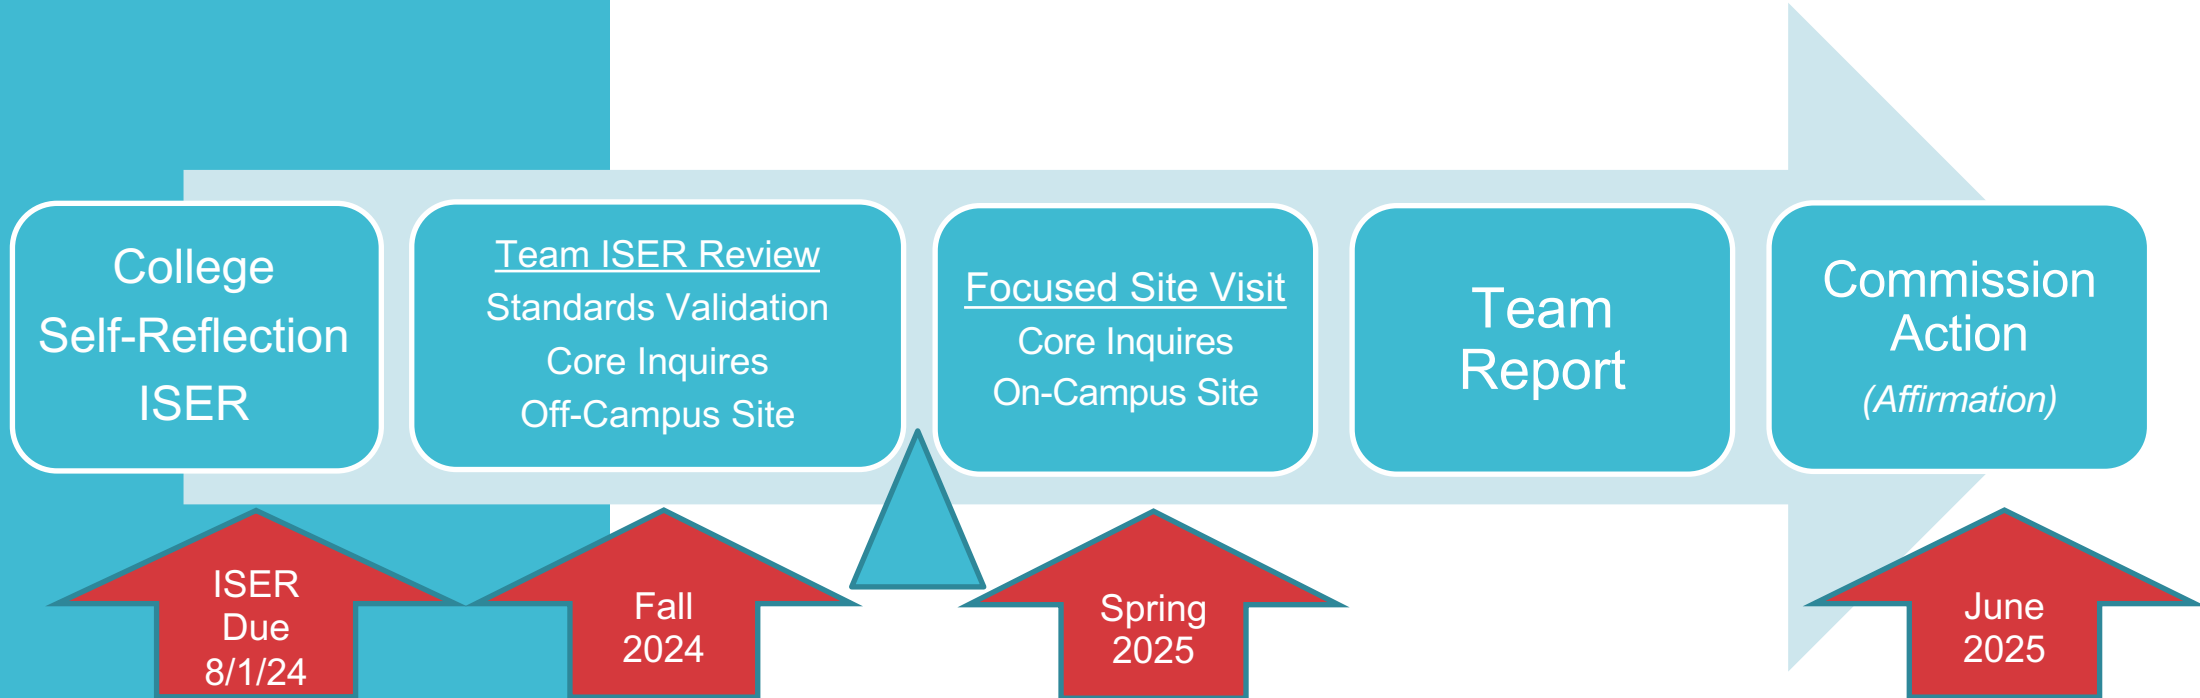 College
Self-Reflection
ISER
Team ISER Review
Standards Validation
Core Inquires
Off-Campus Site
Focused Site Visit
Core Inquires
On-Campus Site
Team
Report
Commission
Action
(Affirmation)
ISER
Due
8/1/24
Fall
2024
Spring
2025
June
2025